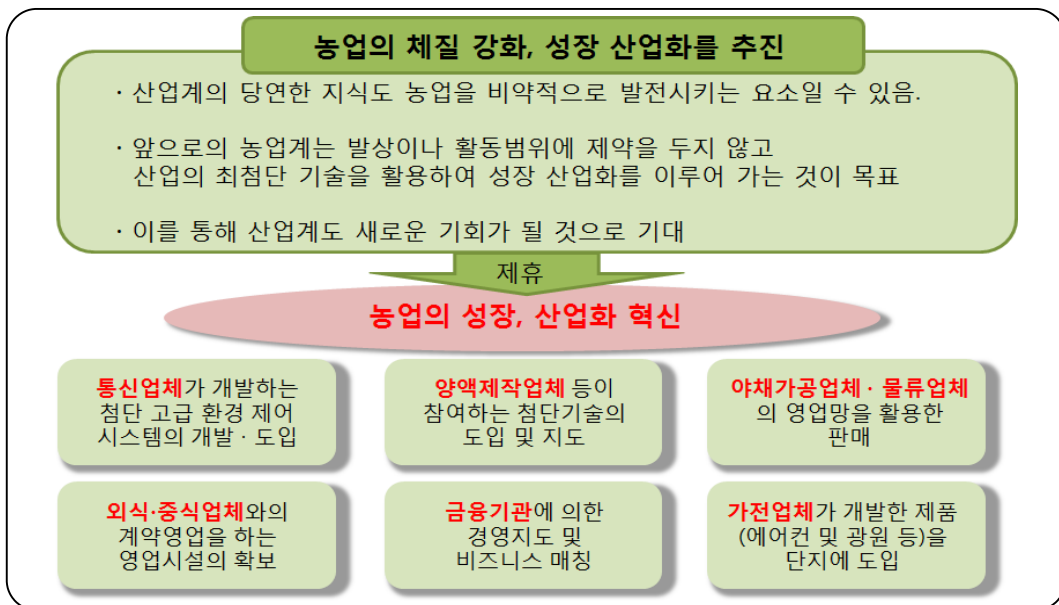 농업의 체질 강화, 성장 산업화를 추진
· 산업계의 당연한 지식도 농업을 비약적으로 발전시키는 요소일 수 있음.
· 앞으로의 농업계는 발상이나 활동범위에 제약을 두지 않고
산업의 최첨단 기술을 활용하여 성장 산업화를 이루어 가는 것이 목표
· 이를 통해 산업계도 새로운 기회가 될 것으로 기대
제휴
농업의 성장, 산업화 혁신
통신업체가 개발하는
첨단 고급 환경 제어
시스템의 개발 · 도입
양액제작업체 등이
참여하는 첨단기술의
도입 및 지도
야채가공업체 · 물류업체
의 영업망을 활용한
판매
외식·중식업체와의
계약영업을 하는
영업시설의 확보
금융기관에 의한
경영지도 및
비즈니스 매칭
가전업체가 개발한 제품
(에어컨 및 광원 등)을
단지에 도입